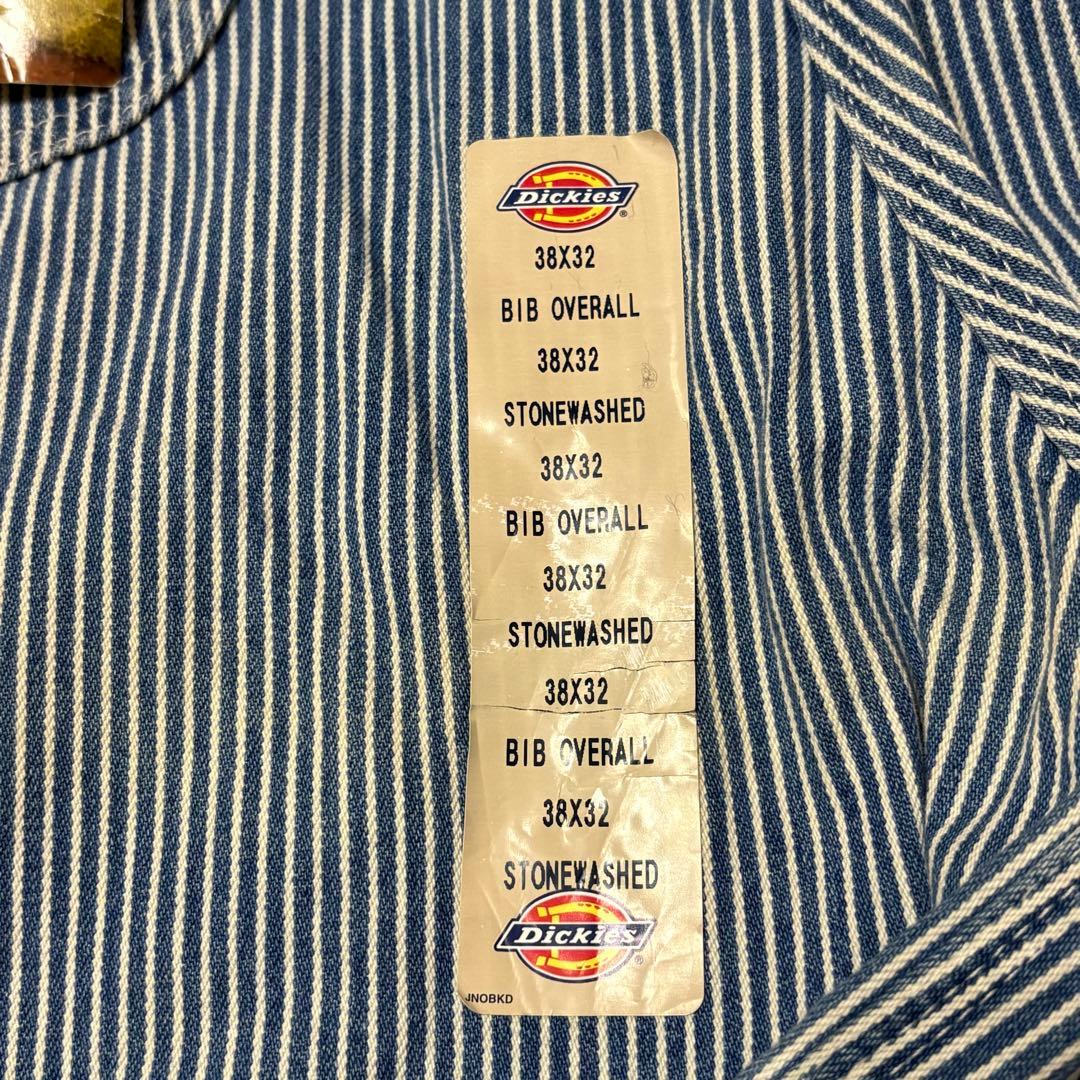 Dickies®
38X32
BIB OVERALL
38X32
STONEWASHED
38X32
BIB OVERALL
38X32
STONEWASHED
38X32
BIB OVERALL
38X32
STONEWASHED
Dickies®
JNOBKD